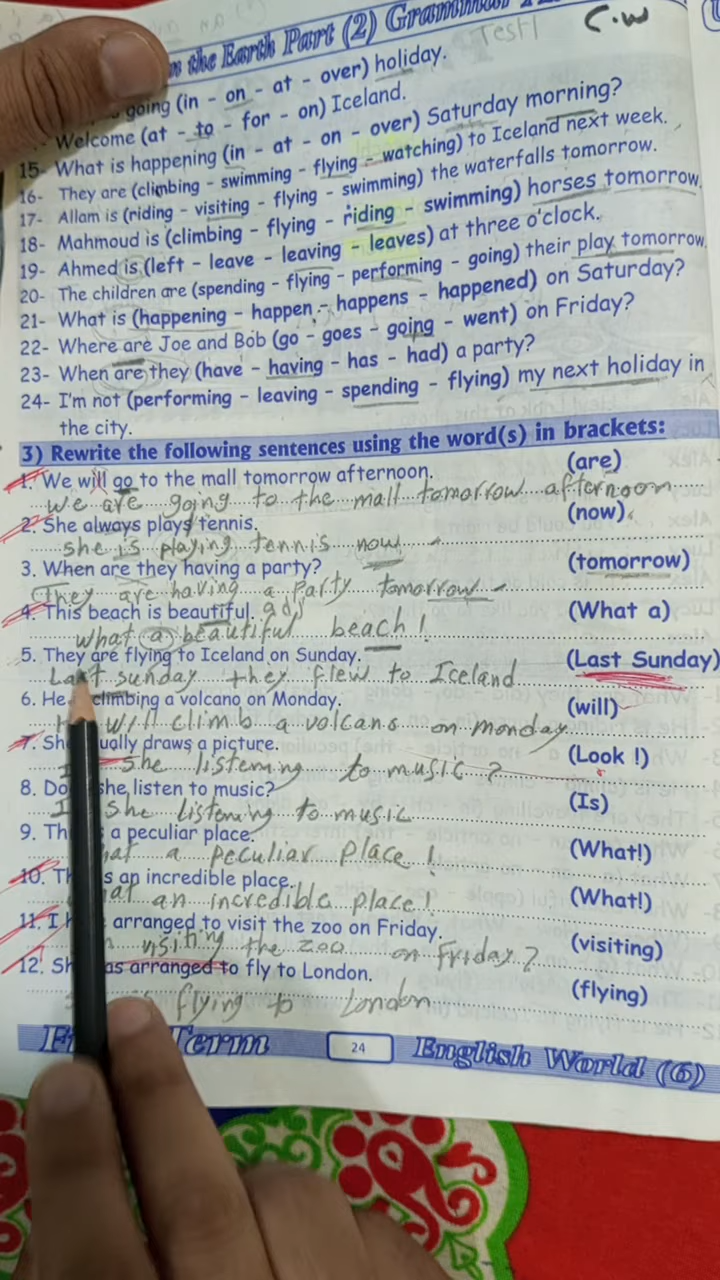 the Earth Part (2)
Test1
C.w
going (in - on - at - over) holiday.
Welcome (at - to - for - on) Iceland.
15- What is happening (in - at - on - over) Saturday morning?
16- They are (climbing - swimming - flying - watching) to Iceland next week.
17- Allam is (riding - visiting - flying - swimming) the waterfalls tomorrow.
18- Mahmoud is (climbing - flying - riding - swimming) horses tomorrow.
19- Ahmed is (left - leave - leaving - leaves) at three o'clock.
20- The children are (spending - flying - performing - going) their play tomorrow.
21- What is (happening - happen - happens - happened) on Saturday?
22- Where are Joe and Bob (go - goes - going - went) on Friday?
23- When are they (have - having - has - had) a party?
24- I'm not (performing - leaving - spending - flying) my next holiday in
the city.
3) Rewrite the following sentences using the word(s) in brackets:
1. We will go to the mall tomorrow afternoon. (are)
we are going to the mall tomorrow afternoon
2. She always plays tennis. (now)
she is playing tennis now
3. When are they having a party? (tomorrow)
They are having a party tomorrow
4. This beach is beautiful. adj (What a)
what a beautiful beach!
5. They are flying to Iceland on Sunday. (Last Sunday)
Last sunday they flew to Iceland
6. He climbing a volcano on Monday. (will)
will climb a volcano on monday
7. She draws a picture. (Look !)
she listening to music ?
8. she listen to music? (Is)
she listening to music
9. a peculiar place. (What!)
a peculiar place !
10. an incredible place. (What!)
an incredible place!
11. I arranged to visit the zoo on Friday. (visiting)
visiting the zoo on Friday ?
12. arranged to fly to London. (flying)
flying to London
Term
24
English World (6)